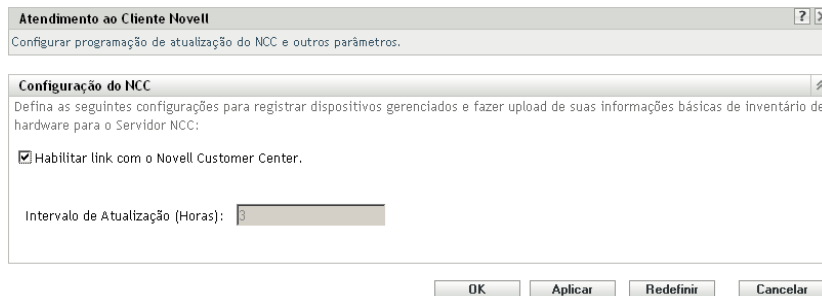 Atendimento ao Cliente Novell
?
Configurar programação de atualização do NCC e outros parâmetros.
Configuração do NCC
Defina as seguintes configurações para registrar dispositivos gerenciados e fazer upload de suas informações básicas de inventário de
hardware para o Servidor NCC:
Habilitar link com o Novell Customer Center.
Intervalo de Atualização (Horas): 3
OK Aplicar Redefinir Cancelar